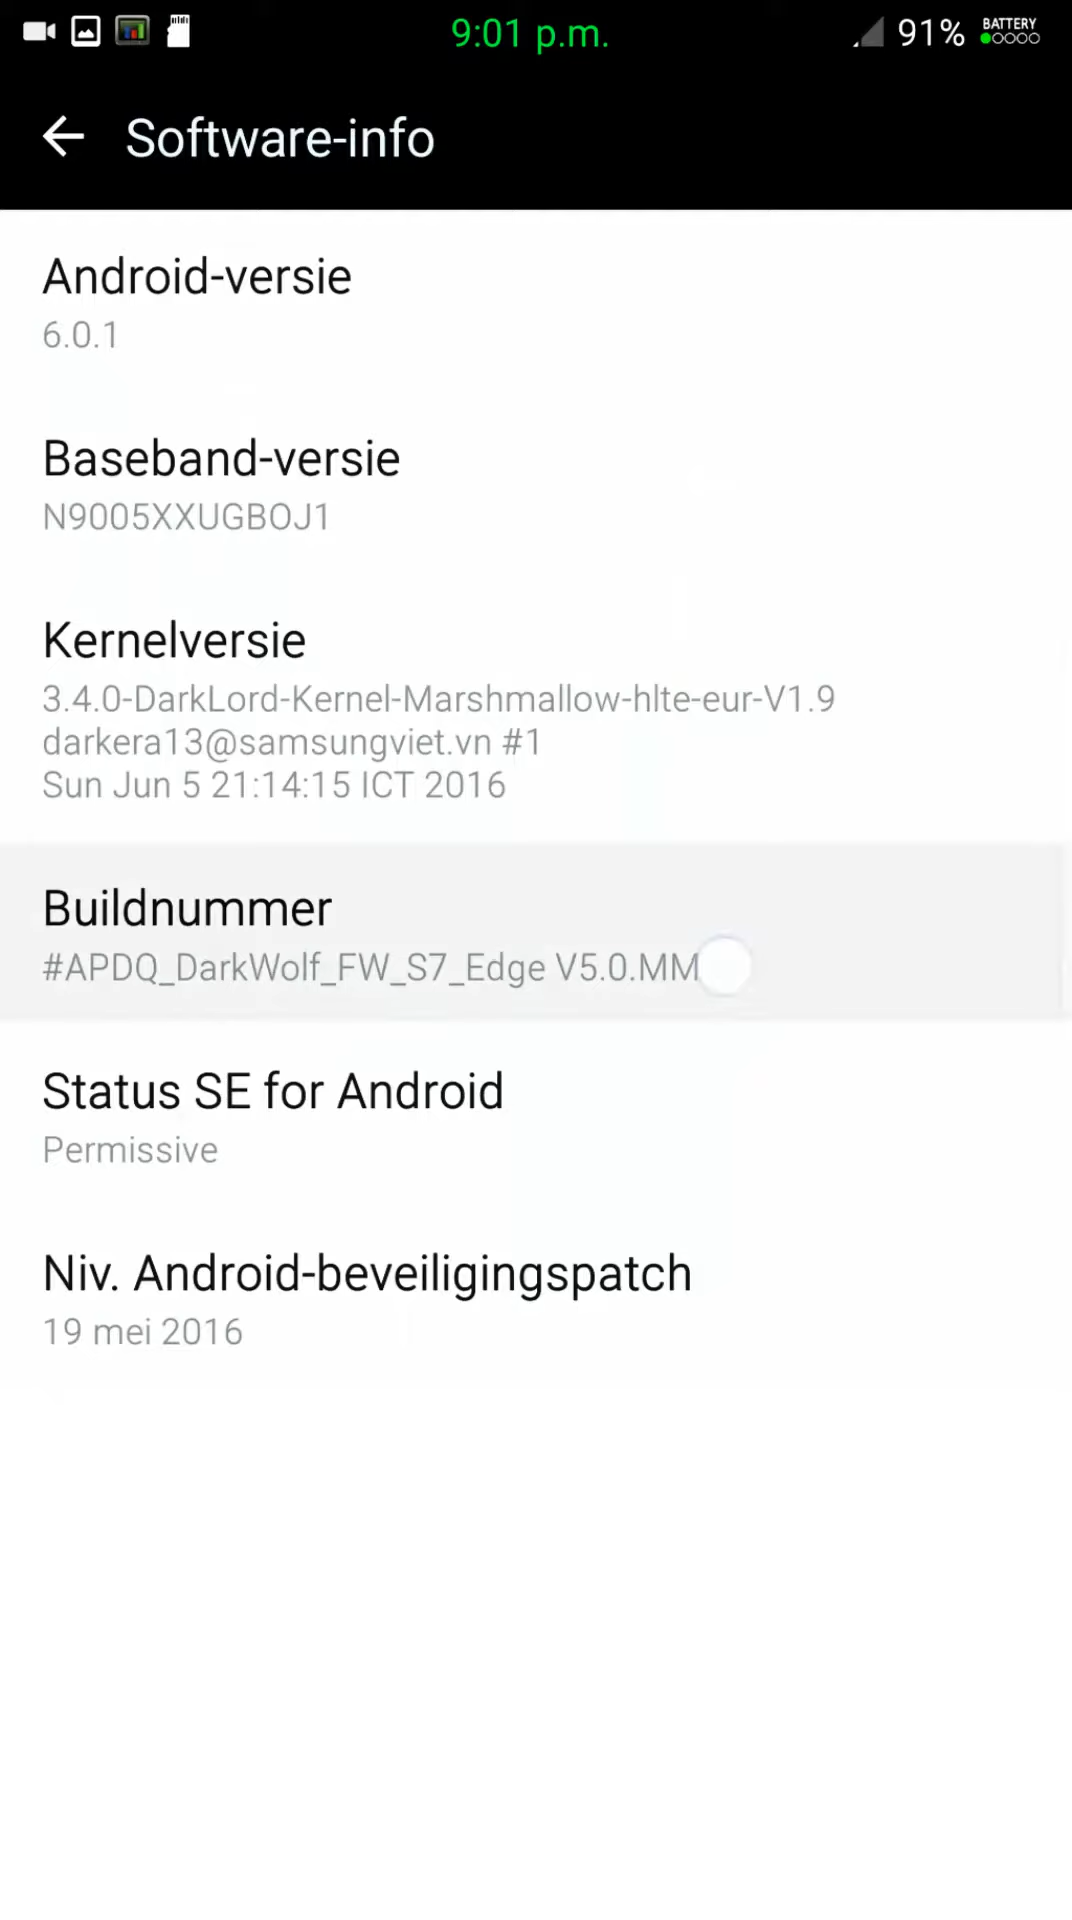 9:01 p.m.
91%
BATTERY
Software-info
Android-versie
6.0.1
Baseband-versie
N9005XXUGBOJ1
Kernelversie
3.4.0-DarkLord-Kernel-Marshmallow-hlte-eur-V1.9
darkera13@samsungviet.vn #1
Sun Jun 5 21:14:15 ICT 2016
Buildnummer
#APDQ_DarkWolf_FW_S7_Edge V5.0.MM
Status SE for Android
Permissive
Niv. Android-beveiligingspatch
19 mei 2016